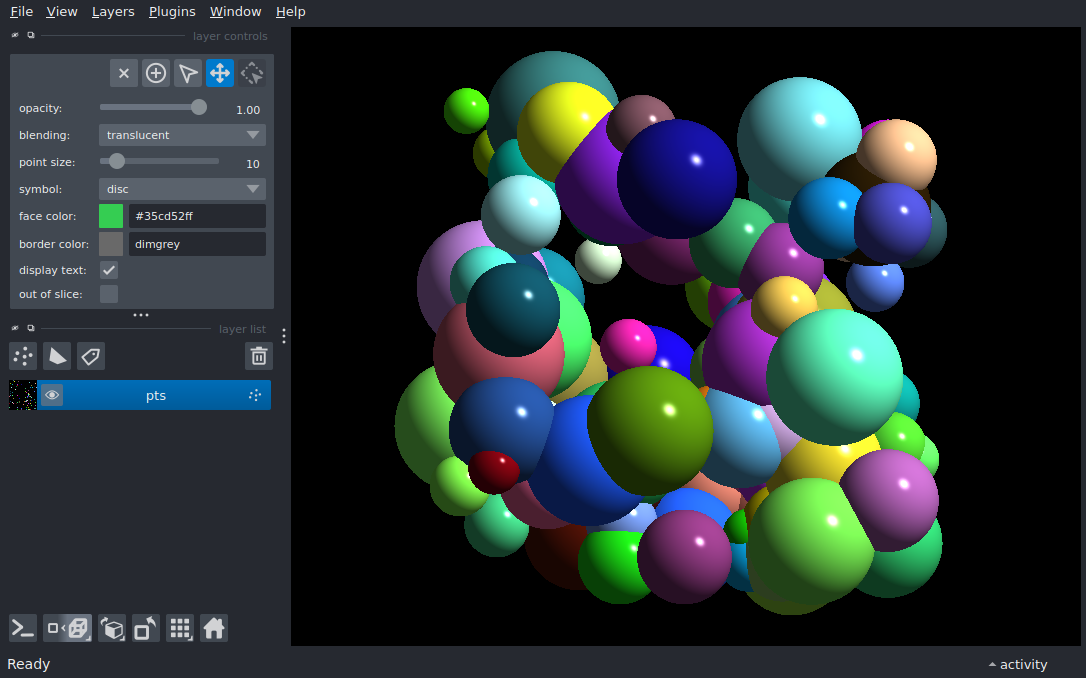 File View Layers Plugins Window Help
layer controls
opacity: 1.00
blending: translucent
point size: 10
symbol: disc
face color: #35cd52ff
border color: dimgrey
display text:
out of slice:
layer list
pts
Ready
activity